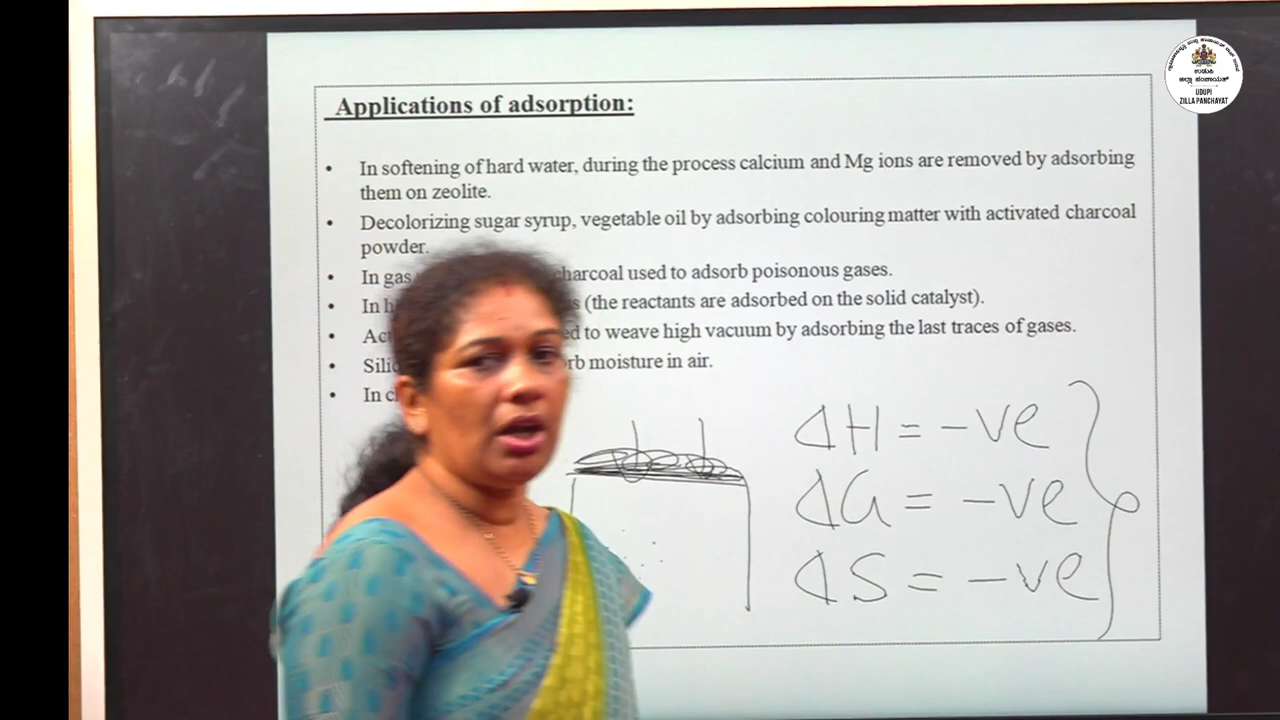 Applications of adsorption:
• In softening of hard water, during the process calcium and Mg ions are removed by adsorbing
them on zeolite.
• Decolorizing sugar syrup, vegetable oil by adsorbing colouring matter with activated charcoal
powder.
• In gas charcoal used to adsorb poisonous gases.
• In (the reactants are adsorbed on the solid catalyst).
• to weave high vacuum by adsorbing the last traces of gases.
• moisture in air.
• In
ΔH = -ve
ΔG = -ve
ΔS = -ve
ಉಡುಪಿ
ಜಿಲ್ಲಾ ಪಂಚಾಯತ್
UDUPI
ZILLA PANCHAYAT